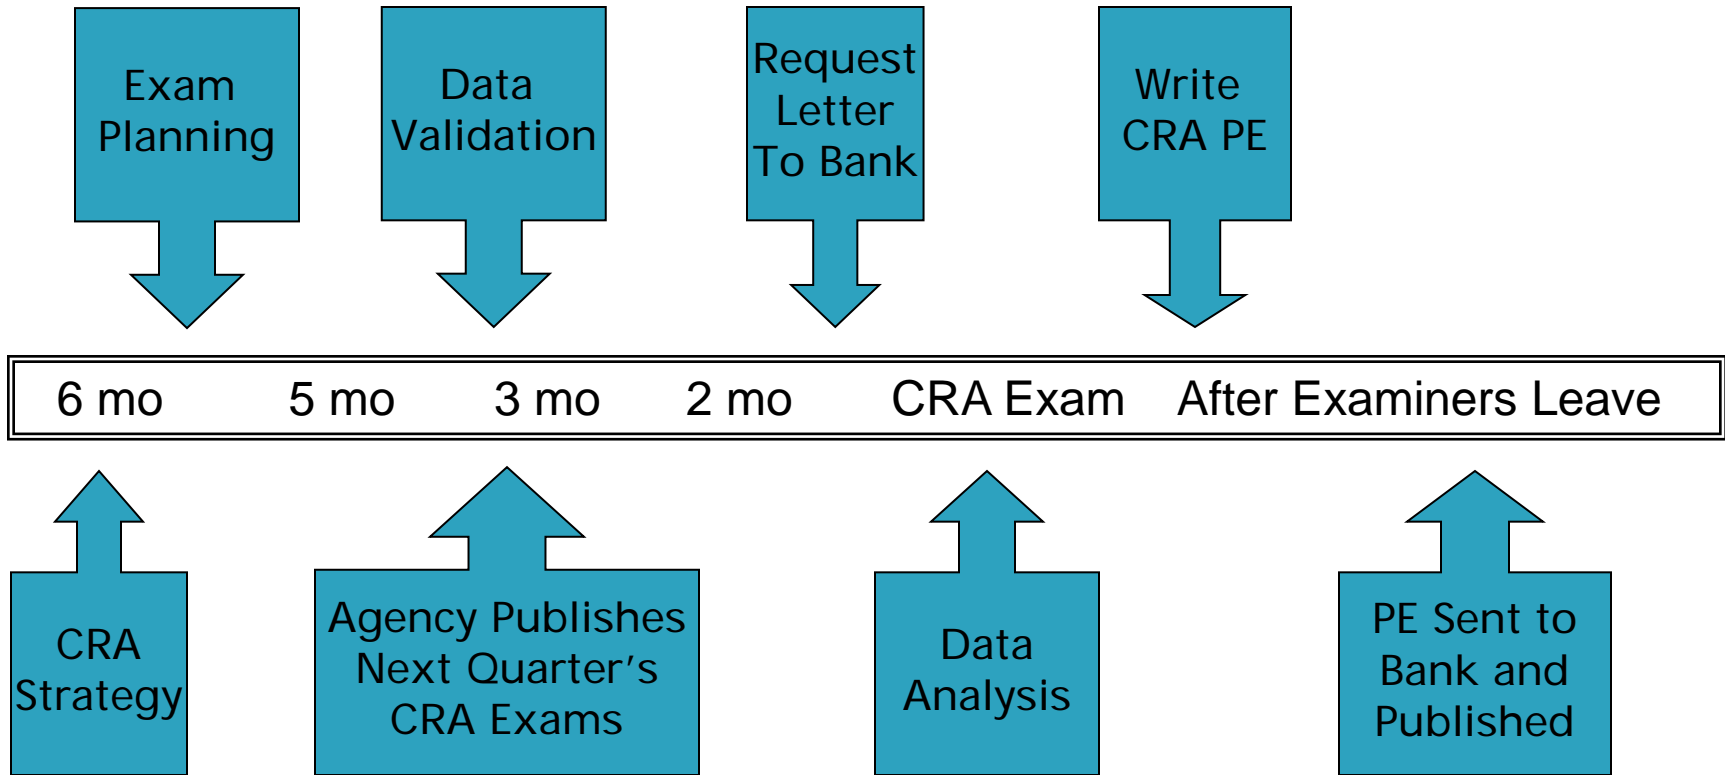 Exam
Planning
Data
Validation
Request
Letter
To Bank
Write
CRA PE
6 mo 5 mo 3 mo 2 mo CRA Exam After Examiners Leave
CRA
Strategy
Agency Publishes
Next Quarter’s
CRA Exams
Data
Analysis
PE Sent to
Bank and
Published